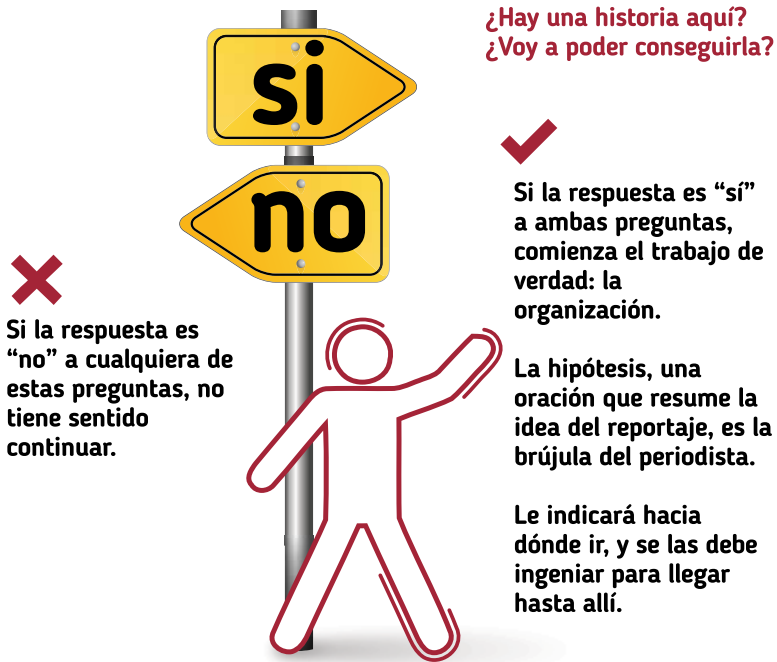 ¿Hay una historia aquí?
¿Voy a poder conseguirla?
si
no
Si la respuesta es
“no” a cualquiera de
estas preguntas, no
tiene sentido
continuar.
Si la respuesta es “sí”
a ambas preguntas,
comienza el trabajo de
verdad: la
organización.
La hipótesis, una
oración que resume la
idea del reportaje, es la
brújula del periodista.
Le indicará hacia
dónde ir, y se las debe
ingeniar para llegar
hasta allí.